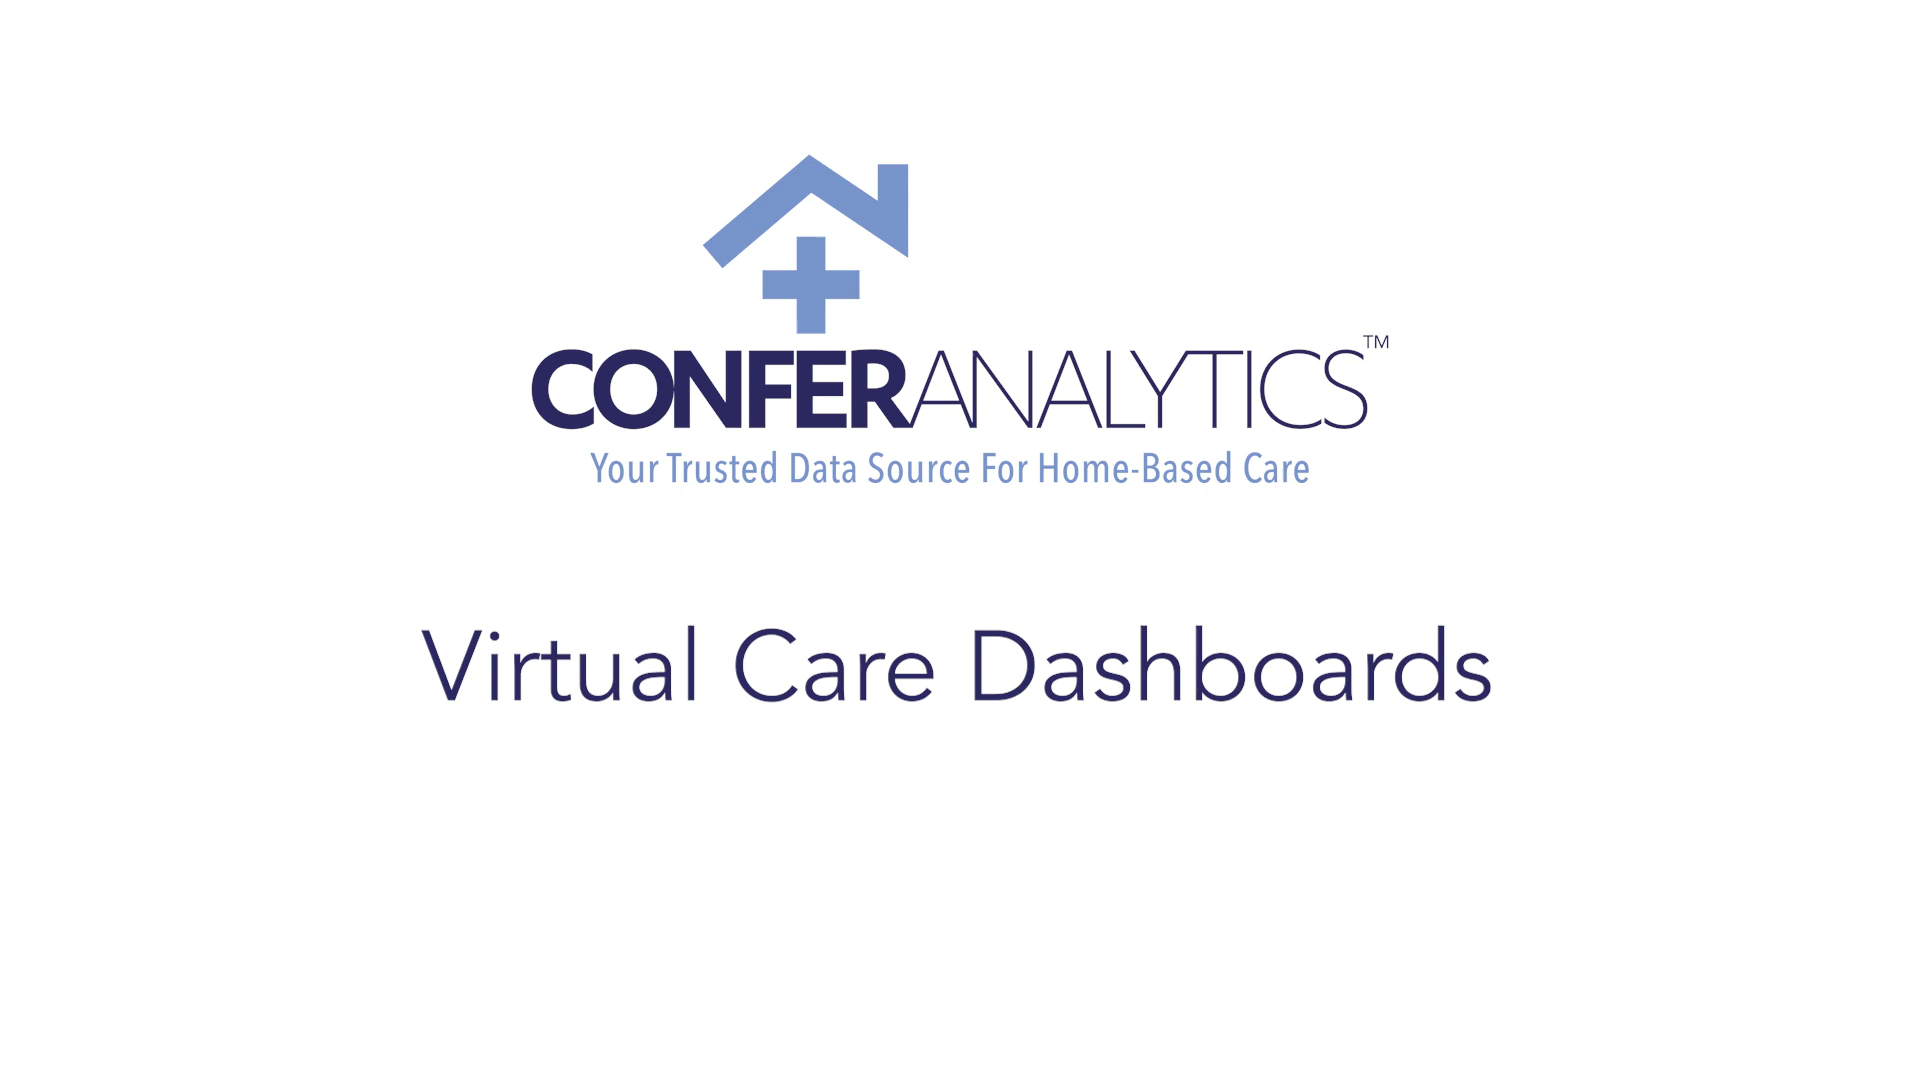 CONFERANALYTICS™
Your Trusted Data Source For Home-Based Care
Virtual Care Dashboards